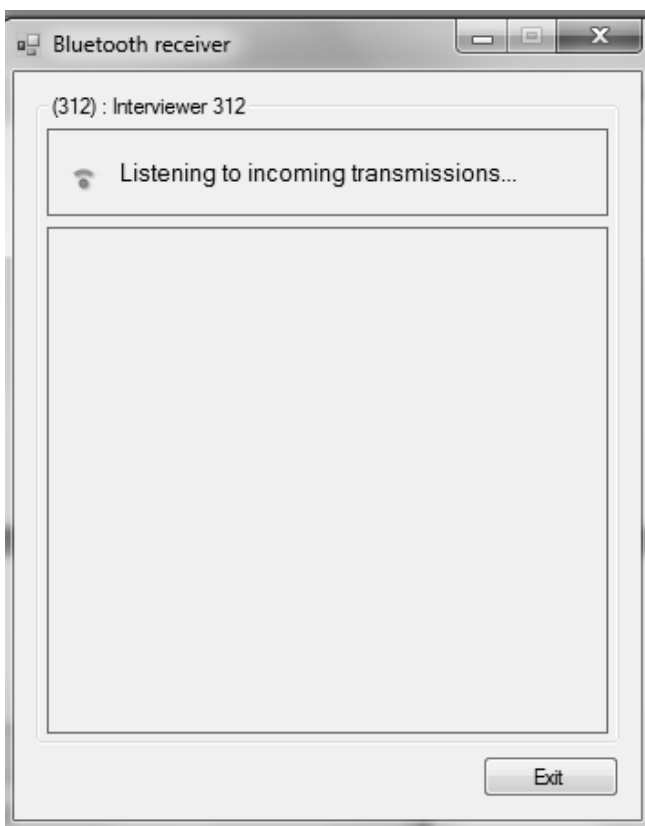 Bluetooth receiver
(312) : Interviewer 312
Listening to incoming transmissions...
Exit